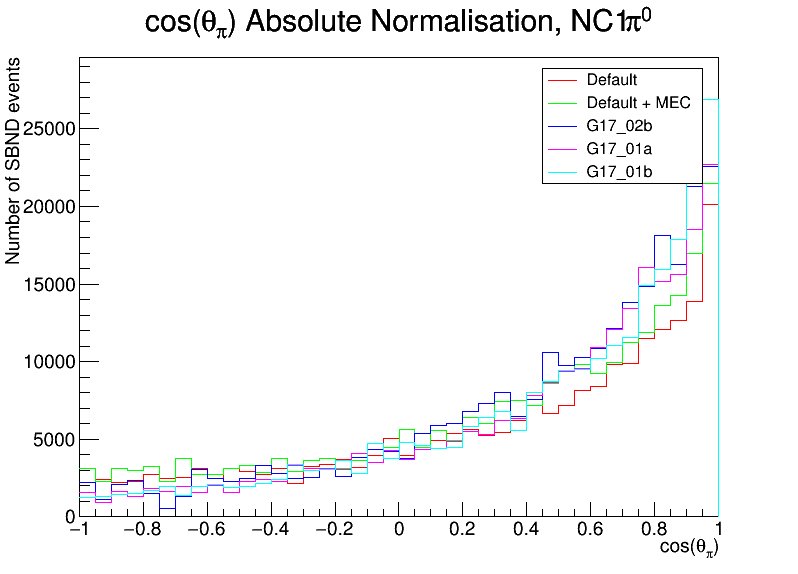 cos(θπ) Absolute Normalisation, NC1π⁰
Number of SBND events
25000
20000
15000
10000
5000
0
Default
Default + MEC
G17_02b
G17_01a
G17_01b
−1 −0.8 −0.6 −0.4 −0.2 0 0.2 0.4 0.6 0.8 1
cos(θπ)